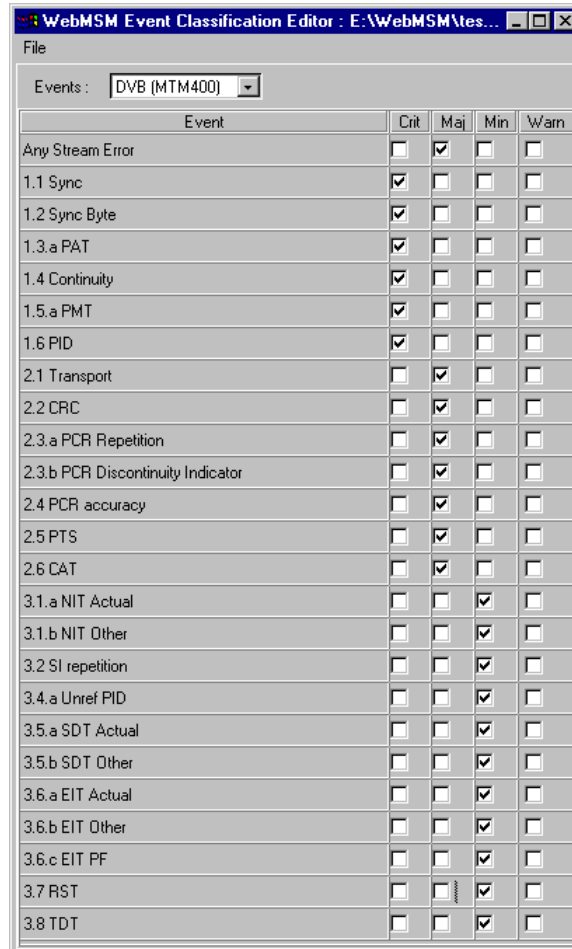 WebMSM Event Classification Editor : E:\WebMSM\tes...
File
Events : DVB (MTM400)
Event Crit Maj Min Warn
Any Stream Error
1.1 Sync
1.2 Sync Byte
1.3.a PAT
1.4 Continuity
1.5.a PMT
1.6 PID
2.1 Transport
2.2 CRC
2.3.a PCR Repetition
2.3.b PCR Discontinuity Indicator
2.4 PCR accuracy
2.5 PTS
2.6 CAT
3.1.a NIT Actual
3.1.b NIT Other
3.2 SI repetition
3.4.a Unref PID
3.5.a SDT Actual
3.5.b SDT Other
3.6.a EIT Actual
3.6.b EIT Other
3.6.c EIT PF
3.7 RST
3.8 TDT